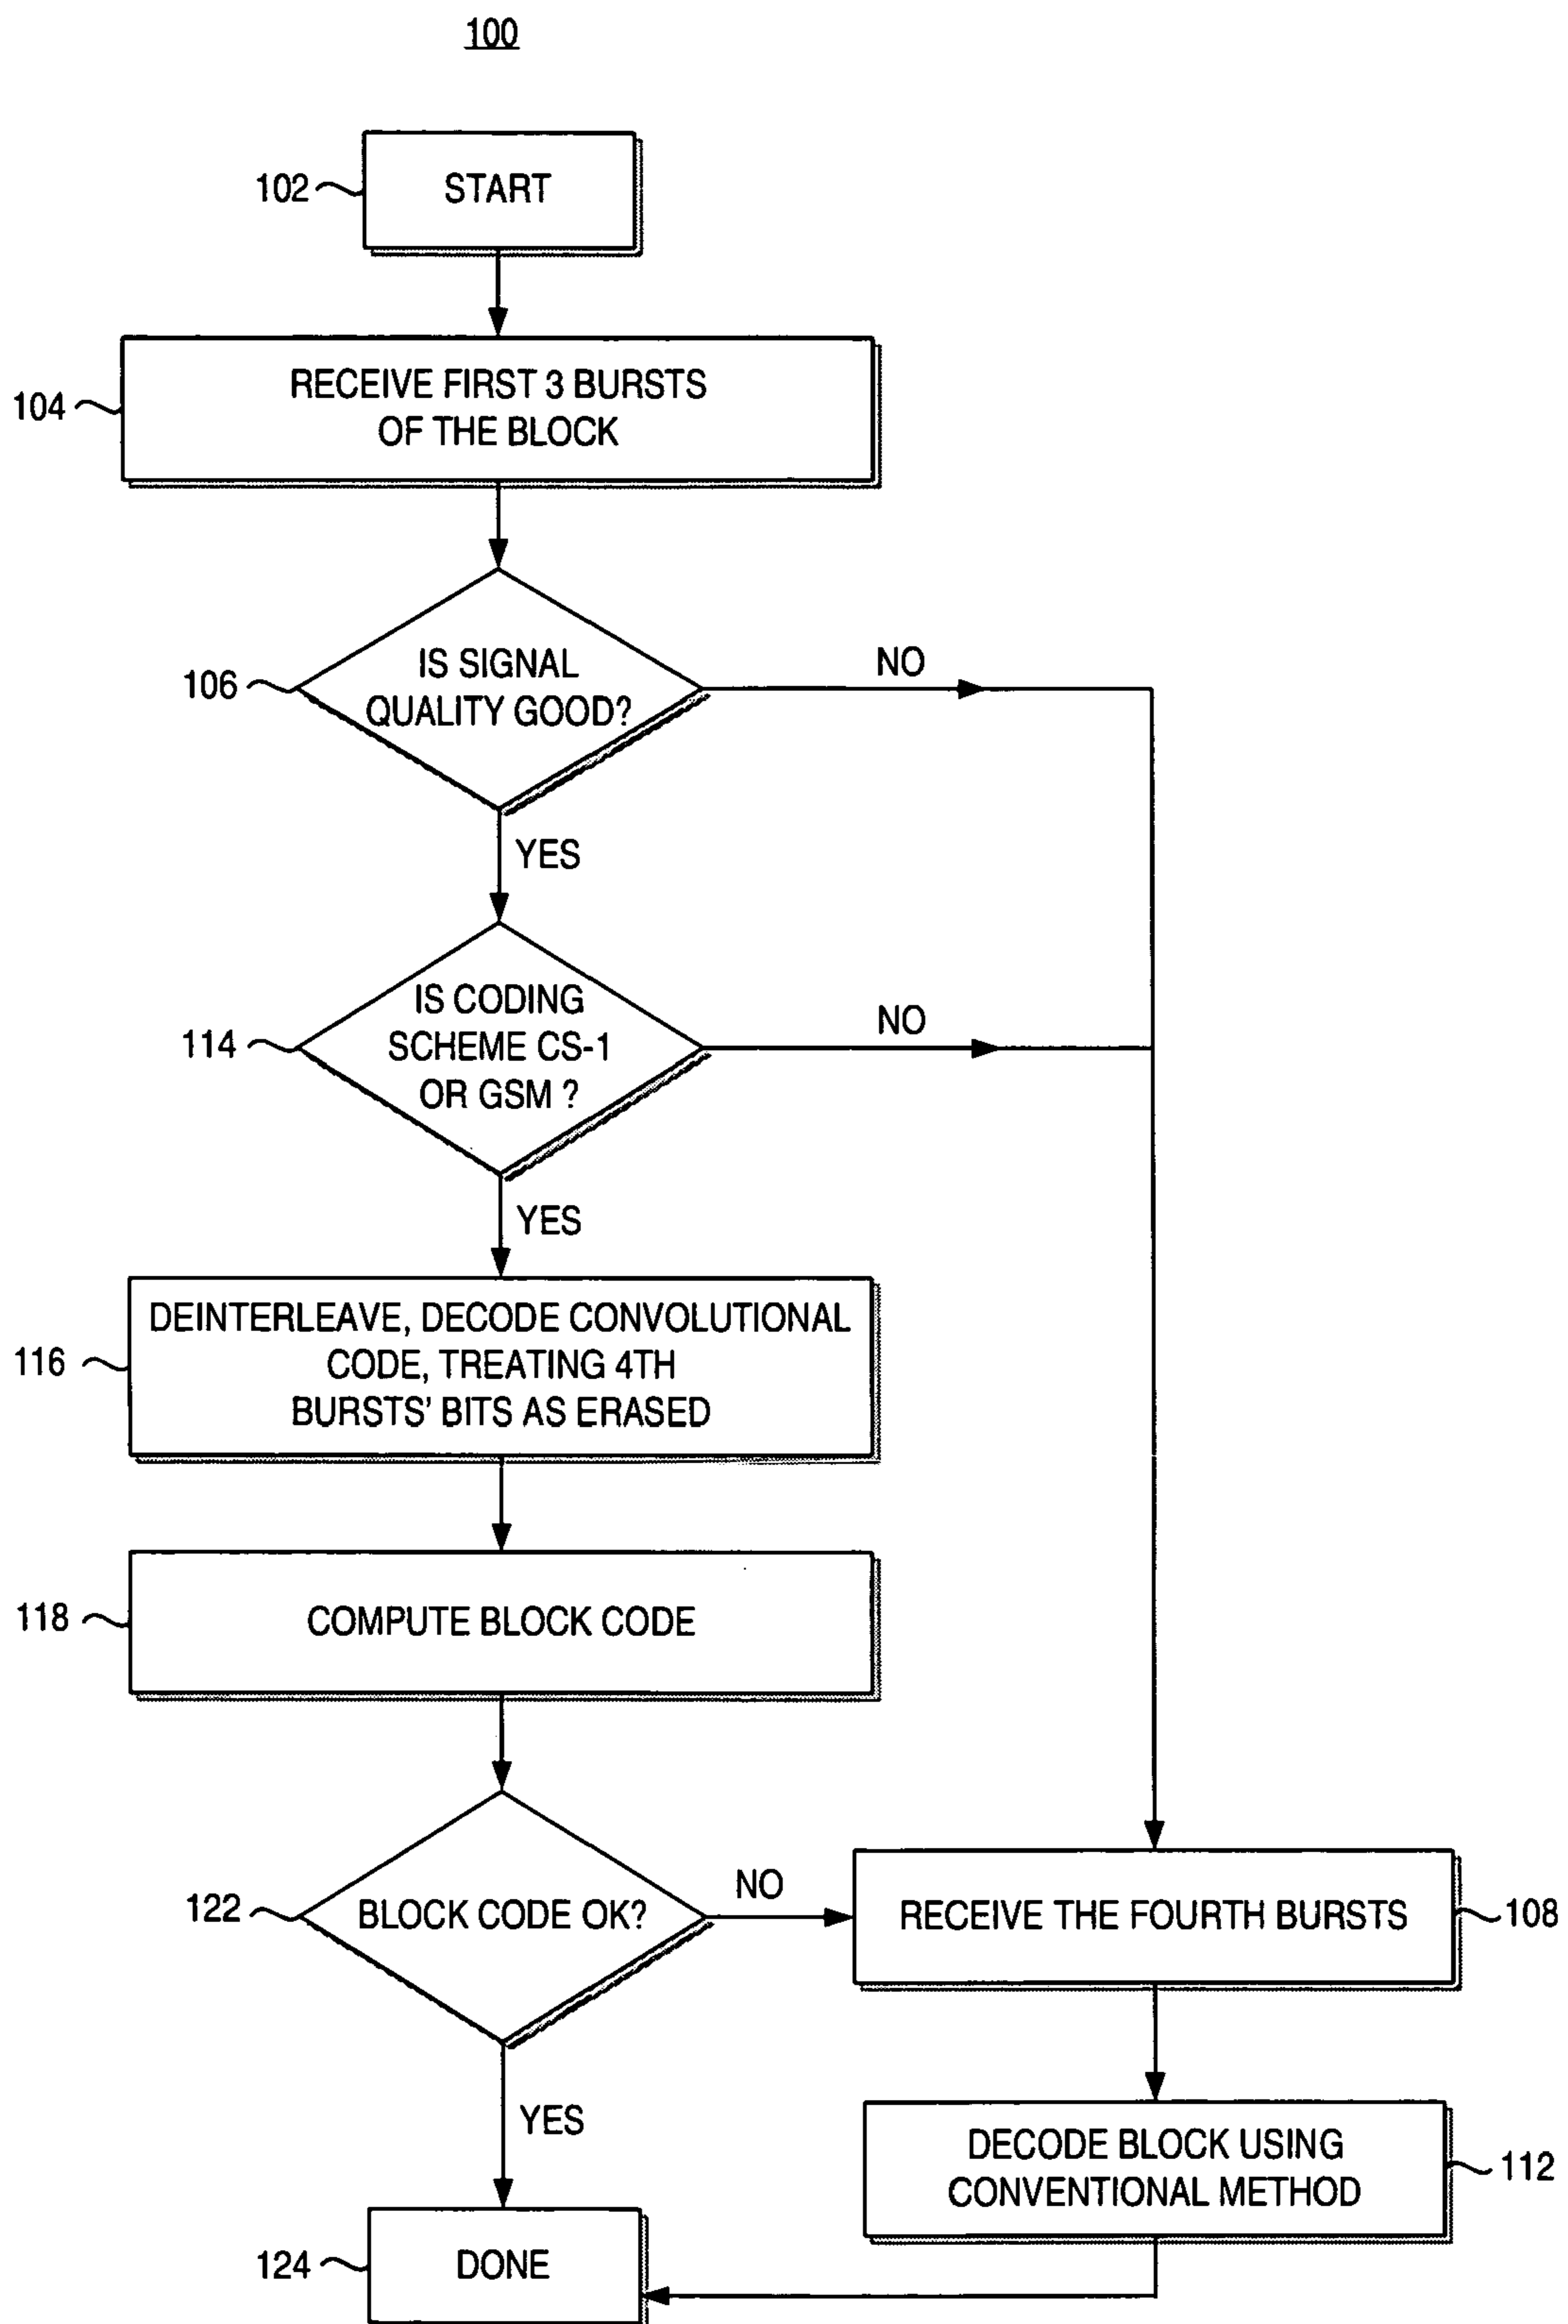 100
102
START
104
RECEIVE FIRST 3 BURSTS
OF THE BLOCK
106
IS SIGNAL
QUALITY GOOD?
NO
YES
114
IS CODING
SCHEME CS-1
OR GSM ?
NO
YES
116
DEINTERLEAVE, DECODE CONVOLUTIONAL
CODE, TREATING 4TH
BURSTS' BITS AS ERASED
118
COMPUTE BLOCK CODE
122
BLOCK CODE OK?
NO
RECEIVE THE FOURTH BURSTS
108
YES
DECODE BLOCK USING
CONVENTIONAL METHOD
112
124
DONE